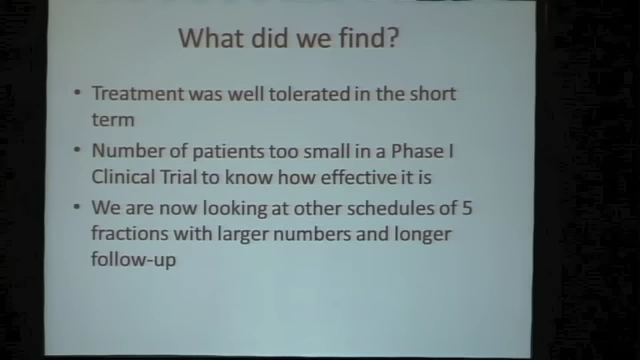 What did we find?
• Treatment was well tolerated in the short
term
• Number of patients too small in a Phase I
Clinical Trial to know how effective it is
• We are now looking at other schedules of 5
fractions with larger numbers and longer
follow-up